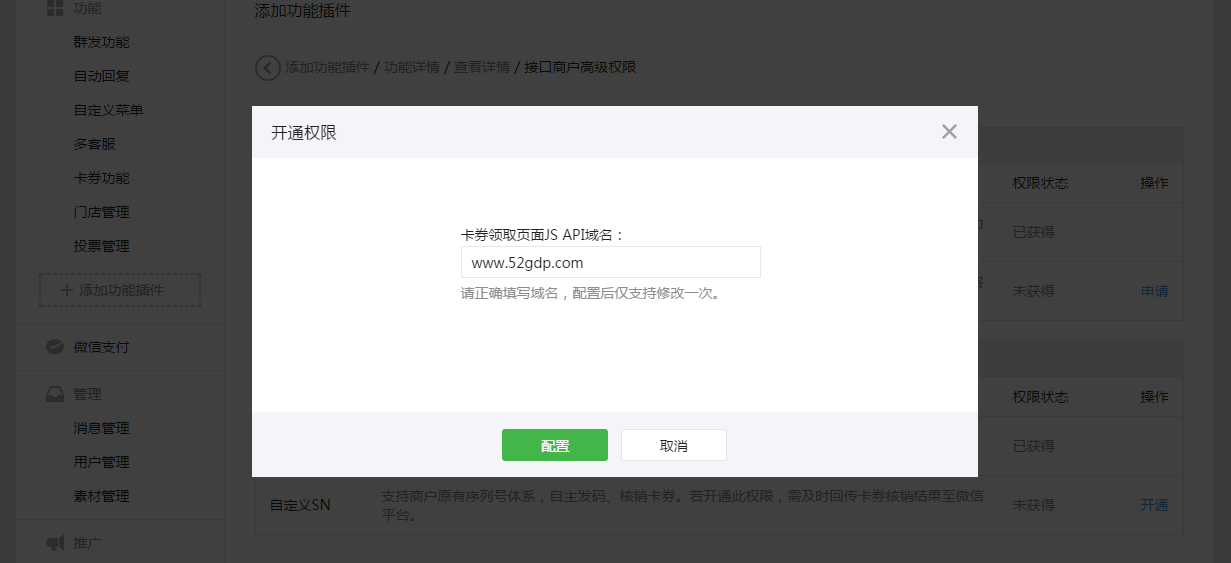 功能
添加功能插件
群发功能
添加功能插件 / 功能详情 / 查看详情 / 接口商户高级权限
自动回复
自定义菜单
多客服
卡券功能
门店管理
投票管理
+ 添加功能插件
微信支付
管理
消息管理
用户管理
素材管理
推广
开通权限
卡券领取页面JS API域名：
www.52gdp.com
请正确填写域名，配置后仅支持修改一次。
配置 取消
权限状态 操作
已获得
未获得 申请
权限状态 操作
已获得
自定义SN 支持商户原有序列号体系，自主发码、核销卡券。若开通此权限，需及时回传卡券核销结果至微信
平台。 未获得 开通